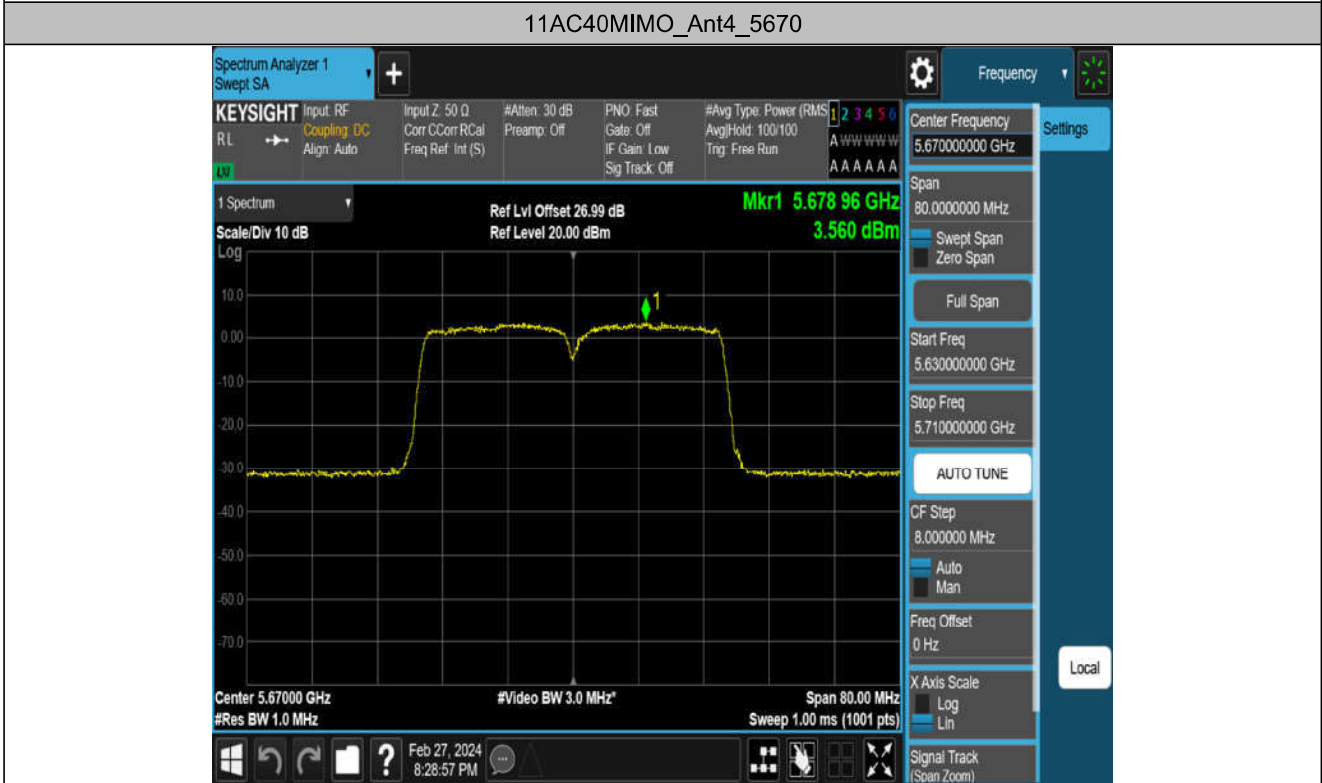 11AC40MIMO_Ant4_5670
Spectrum Analyzer 1
Swept SA
Frequency
KEYSIGHT
RL
Input: RF
Coupling: DC
Align: Auto
Input Z: 50 Ω
Corr CCorr RCal
Freq Ref: Int (S)
#Atten: 30 dB
Preamp: Off
PNO: Fast
Gate: Off
IF Gain: Low
Sig Track: Off
#Avg Type: Power (RMS
Avg|Hold: 100/100
Trig: Free Run
1 2 3 4 5 6
A W W W W W
A A A A A A
1 Spectrum
Scale/Div 10 dB
Ref Lvl Offset 26.99 dB
Ref Level 20.00 dBm
Mkr1 5.678 96 GHz
3.560 dBm
Log
10.0
0.00
-10.0
-20.0
-30.0
-40.0
-50.0
-60.0
-70.0
1
Center 5.67000 GHz
#Res BW 1.0 MHz
#Video BW 3.0 MHz*
Span 80.00 MHz
Sweep 1.00 ms (1001 pts)
Center Frequency
5.670000000 GHz
Settings
Span
80.0000000 MHz
Swept Span
Zero Span
Full Span
Start Freq
5.630000000 GHz
Stop Freq
5.710000000 GHz
AUTO TUNE
CF Step
8.000000 MHz
Auto
Man
Freq Offset
0 Hz
X Axis Scale
Log
Lin
Local
Signal Track
(Span Zoom)
?
Feb 27, 2024
8:28:57 PM